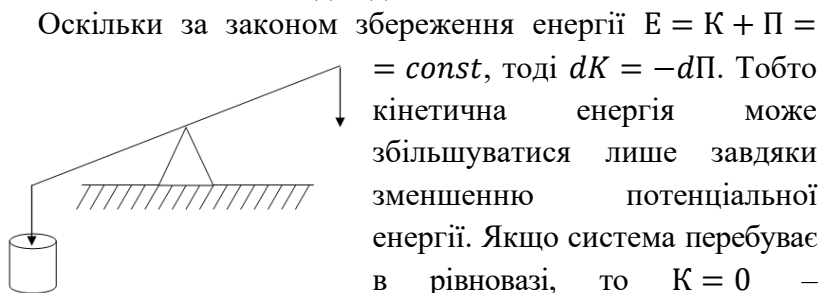 Оскільки за законом збереження енергії E = К + П =
= const, тоді dK = −dП. Тобто
кінетична енергія може
збільшуватися лише завдяки
зменшенню потенціальної
енергії. Якщо система перебуває
в рівновазі, то К = 0 –